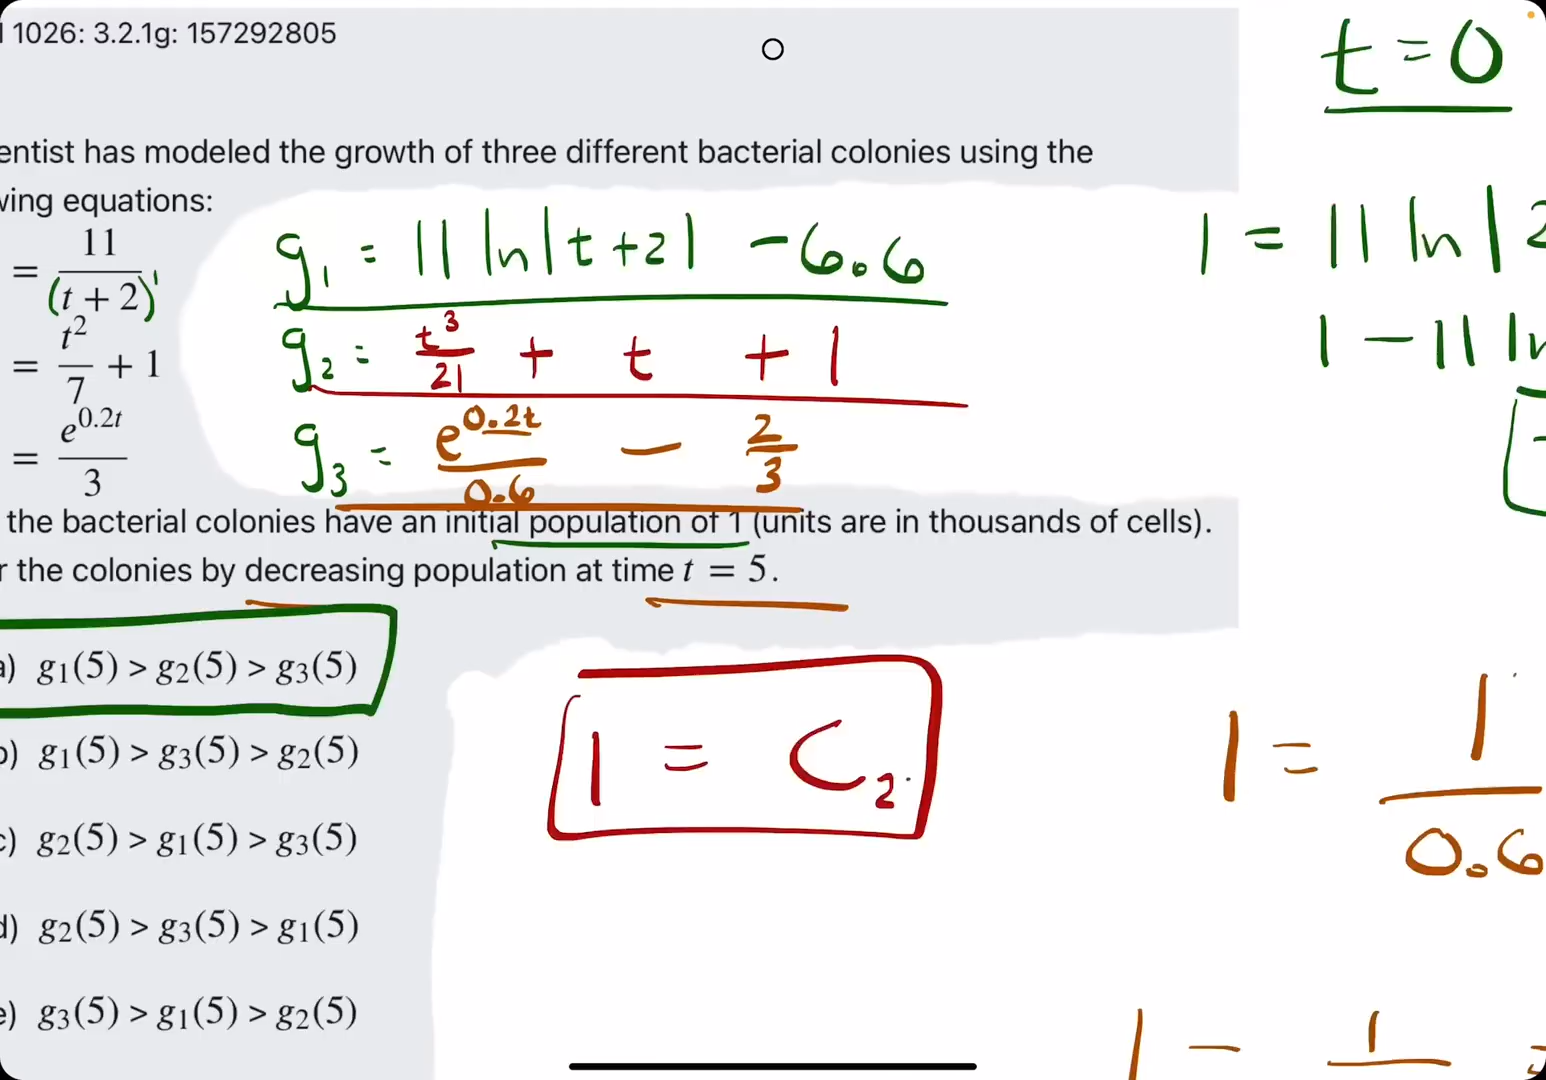 1026: 3.2.1g: 157292805
t = 0
entist has modeled the growth of three different bacterial colonies using the
wing equations:
= 11/(t + 2)'
g₁ = 11 ln|t+2| - 6.6
1 = 11 ln|2
= t²/7 + 1
g₂ = t³/21 + t + 1
1 - 11 ln
= e^0.2t/3
g₃ = e^0.2t/0.6 - 2/3
the bacterial colonies have an initial population of 1 (units are in thousands of cells).
r the colonies by decreasing population at time t = 5.
a) g₁(5) > g₂(5) > g₃(5)
1 = C₂
b) g₁(5) > g₃(5) > g₂(5)
1 = 1/0.6
c) g₂(5) > g₁(5) > g₃(5)
d) g₂(5) > g₃(5) > g₁(5)
e) g₃(5) > g₁(5) > g₂(5)
1 - 1